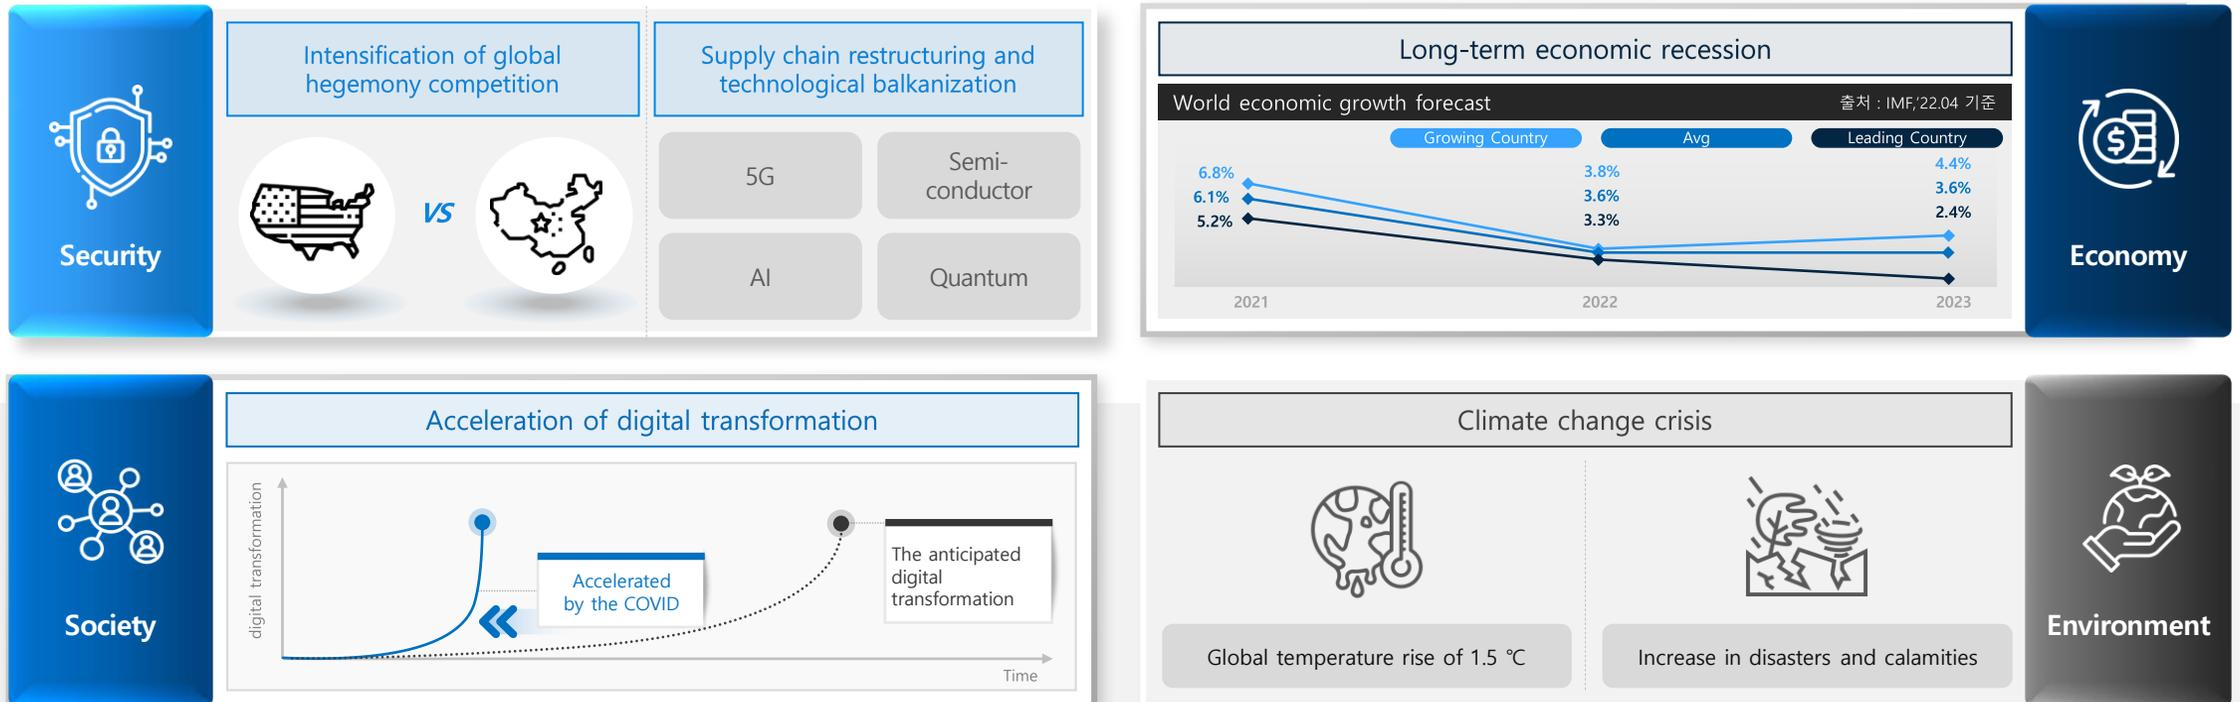 Security
Intensification of global
hegemony competition
VS
Supply chain restructuring and
technological balkanization
5G
Semi-
conductor
AI
Quantum
Long-term economic recession
World economic growth forecast
출처 : IMF,'22.04 기준
Growing Country
Avg
Leading Country
6.8%
6.1%
5.2%
3.8%
3.6%
3.3%
4.4%
3.6%
2.4%
2021
2022
2023
Economy
Society
Acceleration of digital transformation
digital transformation
Accelerated
by the COVID
The anticipated
digital
transformation
Time
Climate change crisis
Global temperature rise of 1.5 ℃
Increase in disasters and calamities
Environment